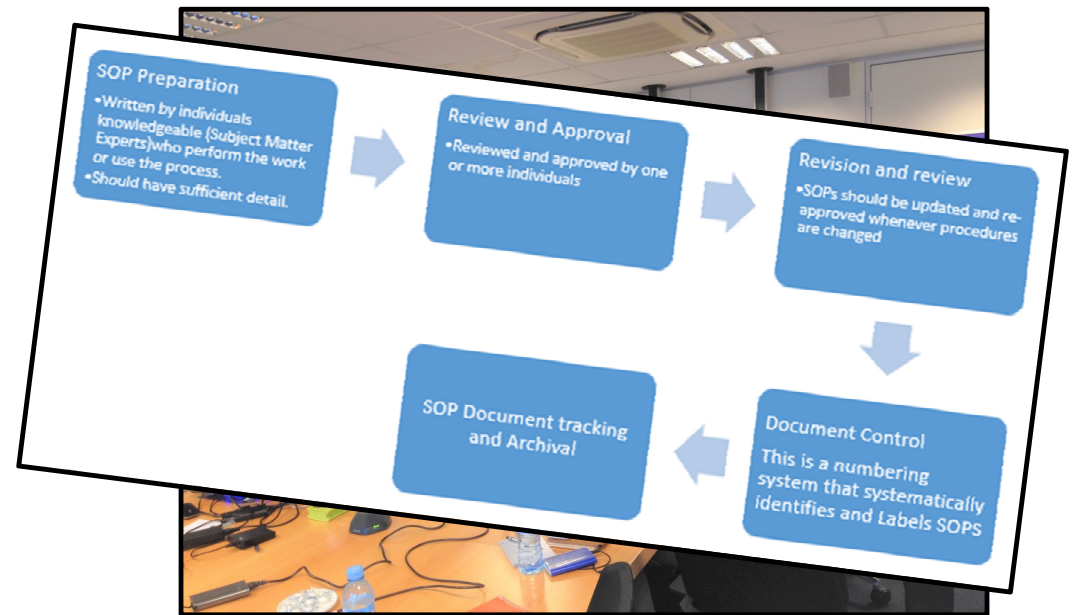 SOP Preparation
•Written by individuals
knowledgeable (Subject Matter
Experts)who perform the work
or use the process.
•Should have sufficient detail.
Review and Approval
•Reviewed and approved by one
or more individuals
Revision and review
•SOPs should be updated and re-
approved whenever procedures
are changed
Document Control
This is a numbering
system that systematically
identifies and Labels SOPS
SOP Document tracking
and Archival